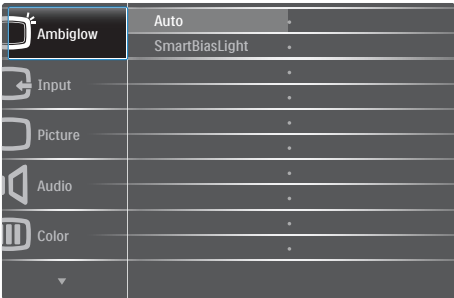 Ambiglow
Auto
SmartBiasLight
Input
Picture
Audio
Color